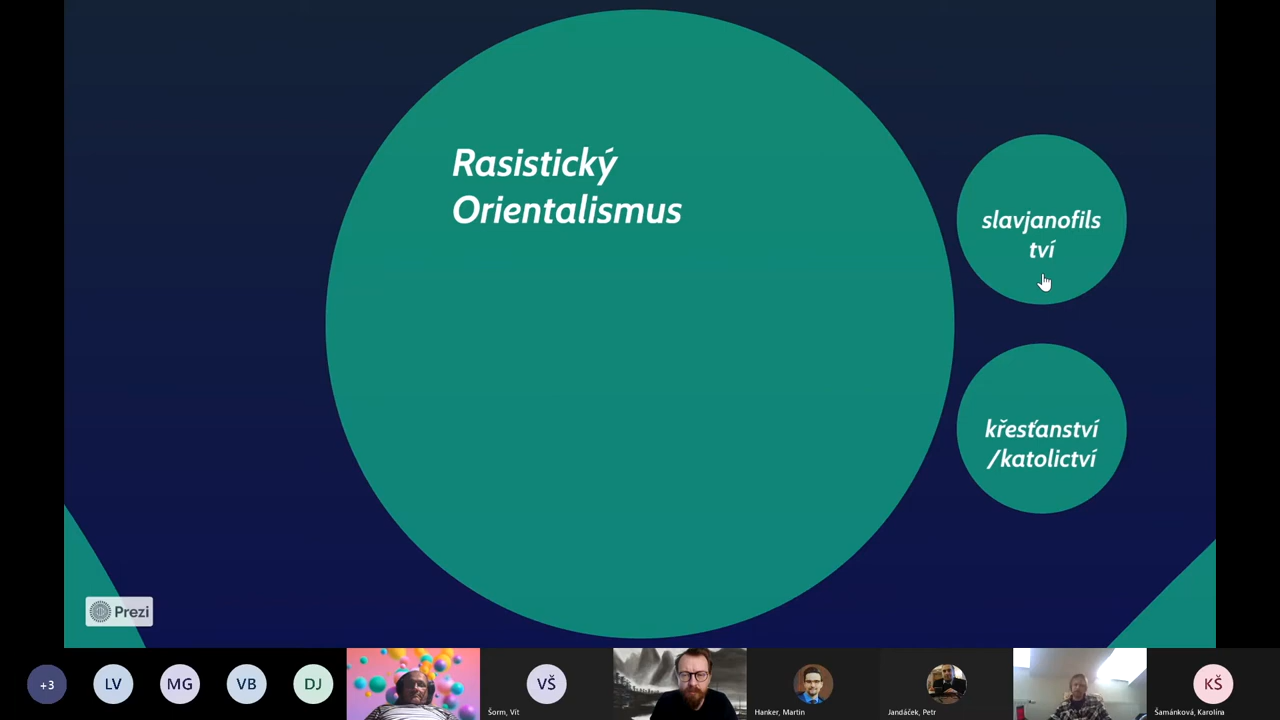 Rasistický
Orientalismus
slavjanofils
tví
křesťanství
/katolictví
Prezi
+3
LV
MG
VB
DJ
VŠ
Šorm, Vít
Hanker, Martin
Jandáček, Petr
KŠ
Šamánková, Karolína